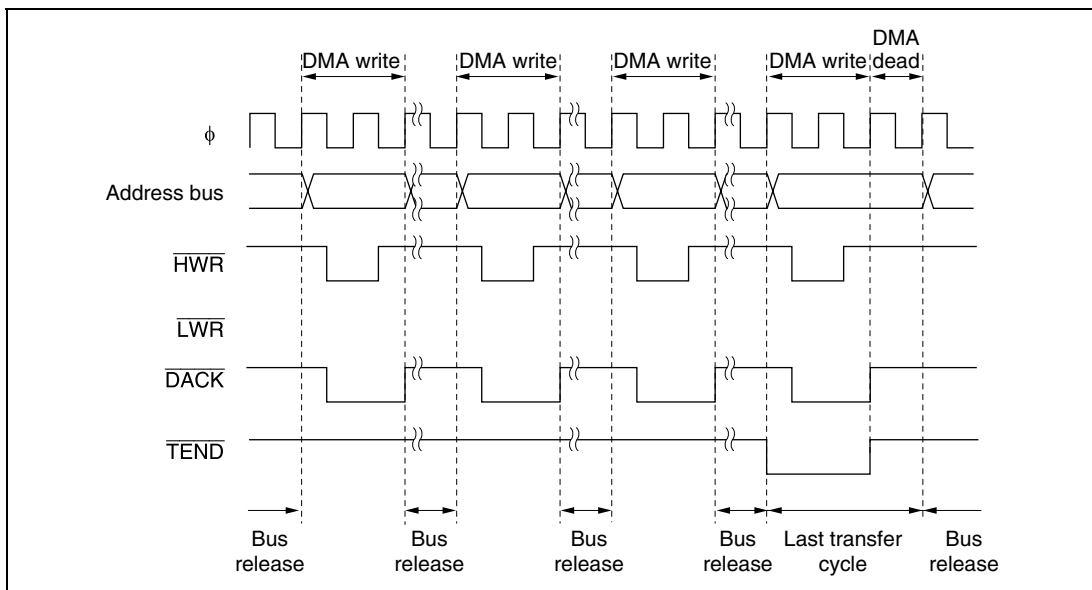 DMA
DMA write DMA write DMA write DMA write dead
ϕ
Address bus
HWR
LWR
DACK
TEND
Bus Bus Bus Bus Last transfer Bus
release release release release cycle release